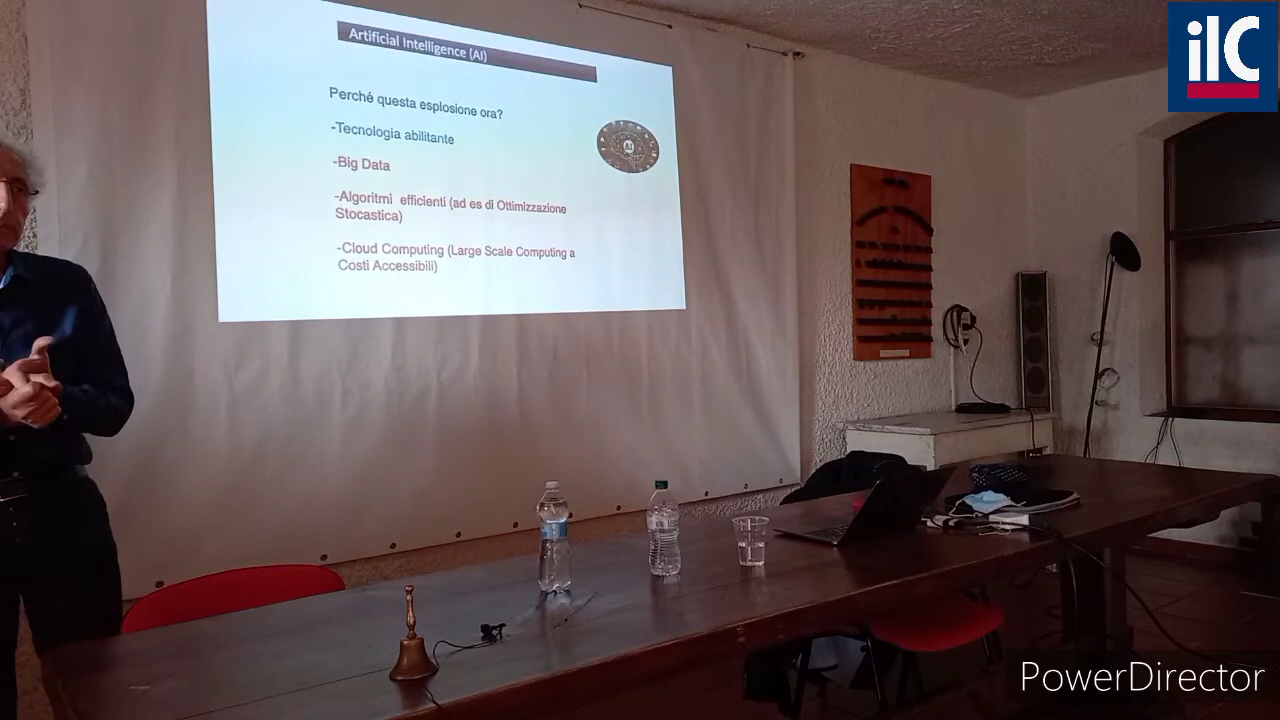 Artificial Intelligence (AI)
Perché questa esplosione ora?
-Tecnologia abilitante
-Big Data
-Algoritmi efficienti (ad es di Ottimizzazione
Stocastica)
-Cloud Computing (Large Scale Computing a
Costi Accessibili)
AI
ilC
PowerDirector